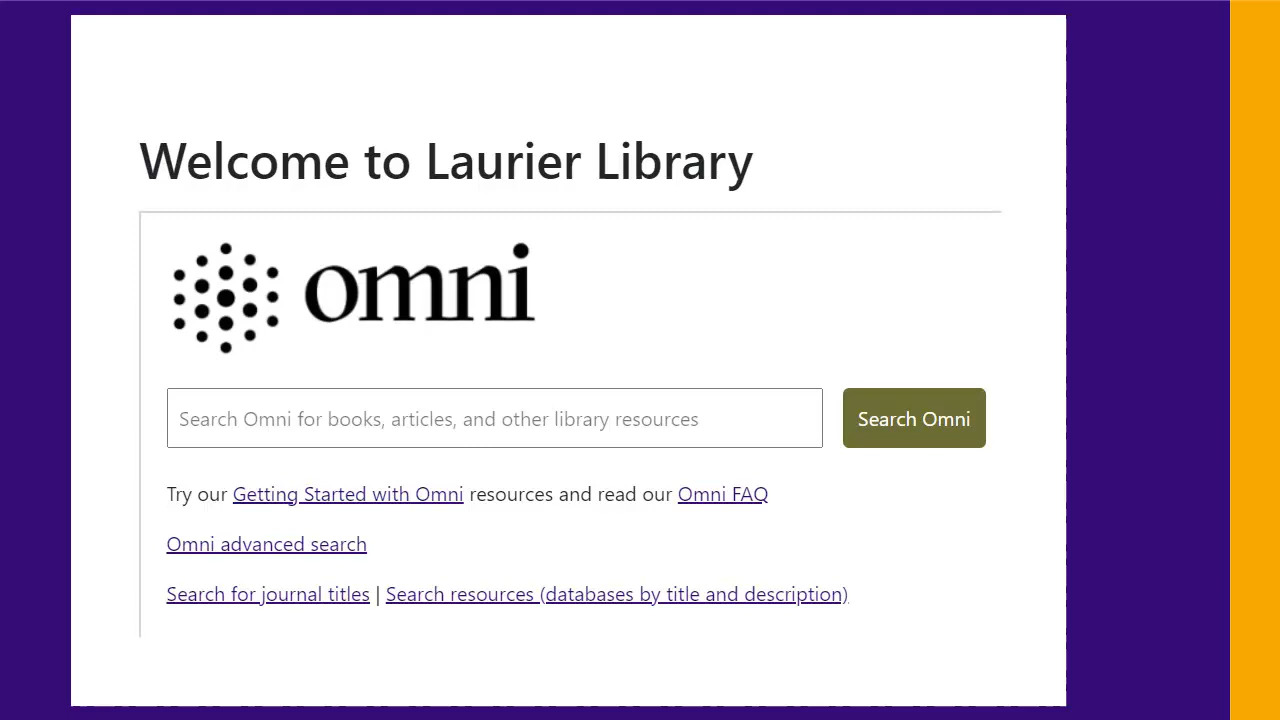 Welcome to Laurier Library
omni
Search Omni for books, articles, and other library resources
Search Omni
Try our Getting Started with Omni resources and read our Omni FAQ
Omni advanced search
Search for journal titles | Search resources (databases by title and description)